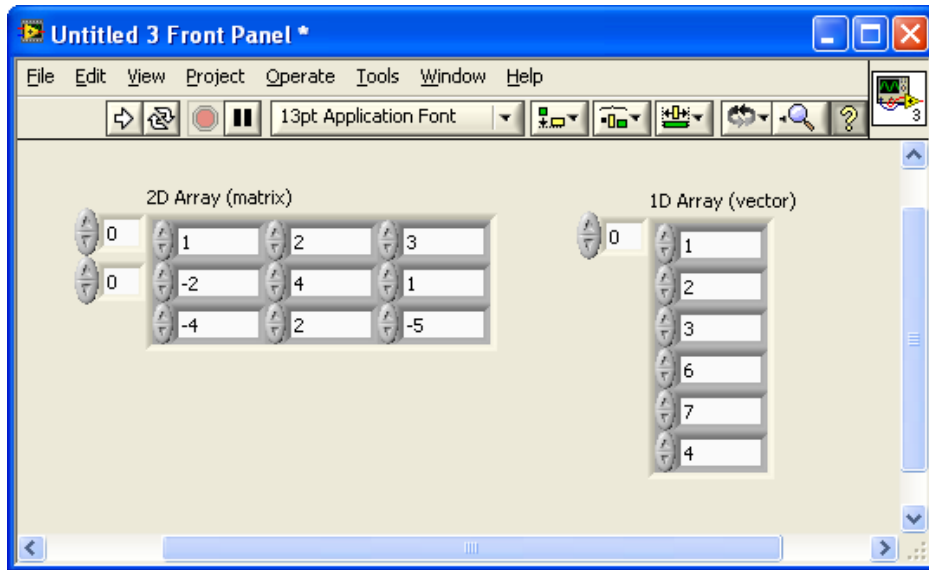 Untitled 3 Front Panel *
File Edit View Project Operate Tools Window Help
13pt Application Font
?
3
2D Array (matrix)
0 1 2 3
0 -2 4 1
-4 2 -5
1D Array (vector)
0 1
2
3
6
7
4